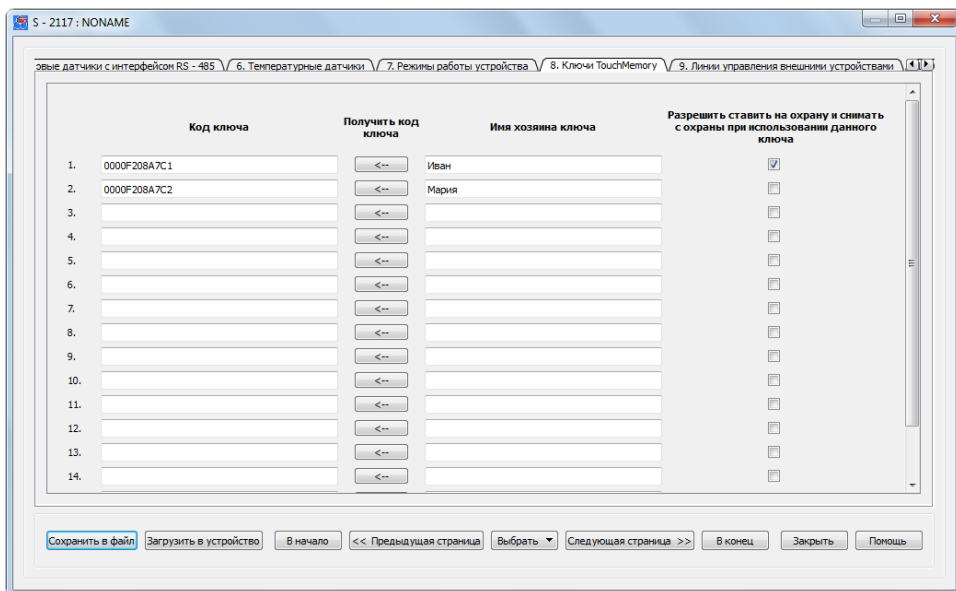 S - 2117 : NONAME
овые датчики с интерфейсом RS - 485 6. Температурные датчики 7. Режимы работы устройства 8. Ключи TouchMemory 9. Линии управления внешними устройствами
Код ключа
Получить код
ключа
Имя хозяина ключа
Разрешить ставить на охрану и снимать
с охраны при использовании данного
ключа
1. 0000F208A7C1 <-- Иван
2. 0000F208A7C2 <-- Мария
3. <--
4. <--
5. <--
6. <--
7. <--
8. <--
9. <--
10. <--
11. <--
12. <--
13. <--
14. <--
Сохранить в файл Загрузить в устройство В начало << Предыдущая страница Выбрать Следующая страница >> В конец Закрыть Помощь